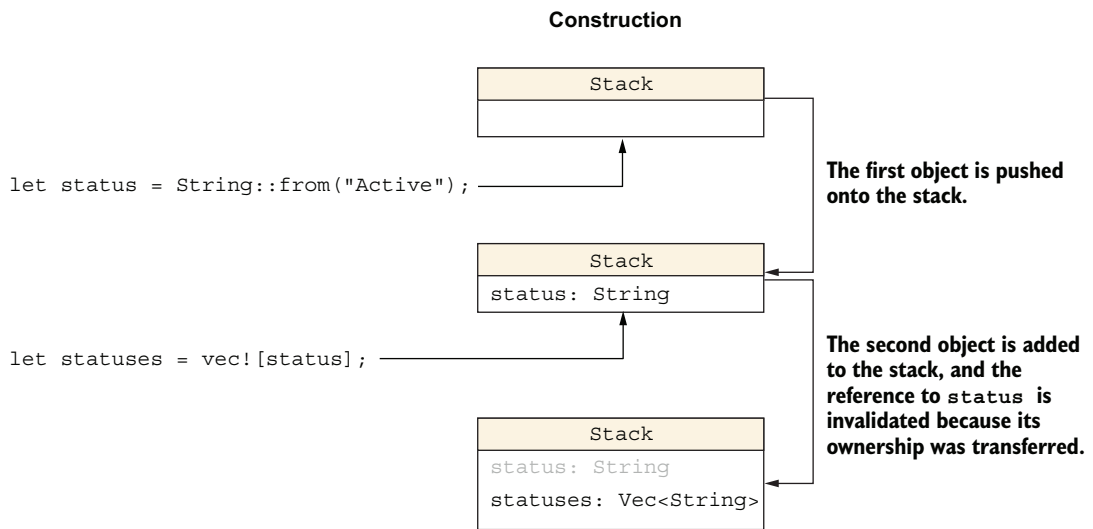 Construction
Stack
let status = String::from("Active");
The first object is pushed
onto the stack.
Stack
status: String
let statuses = vec![status];
The second object is added
to the stack, and the
reference to status is
invalidated because its
ownership was transferred.
Stack
status: String
statuses: Vec<String>